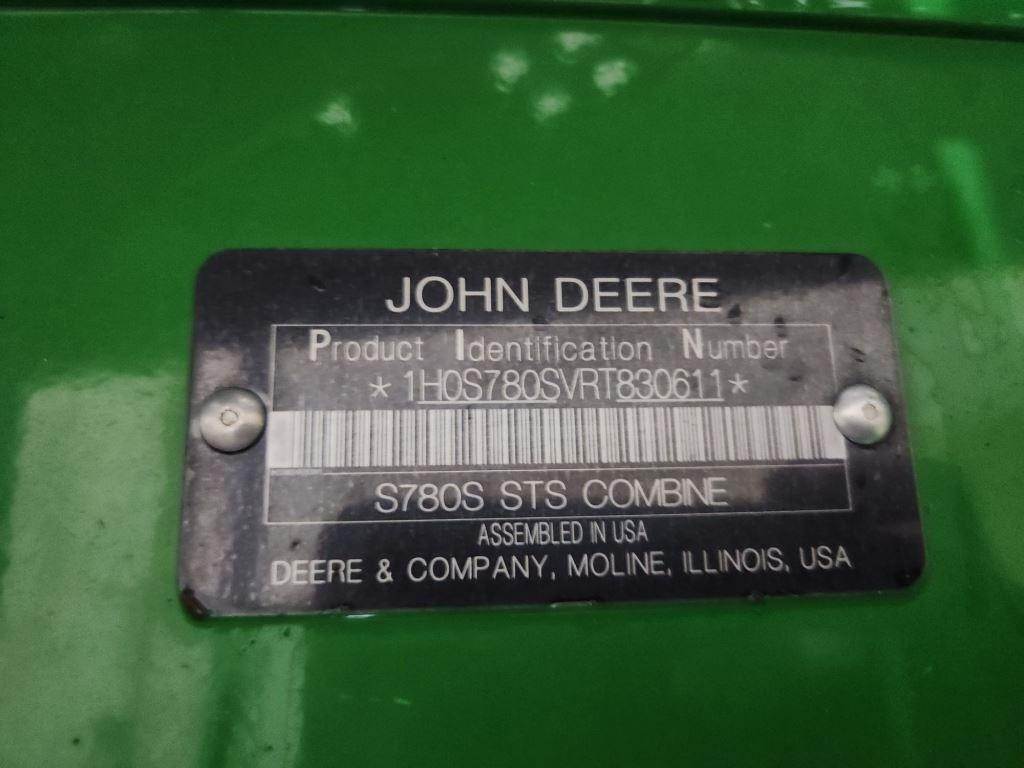 JOHN DEERE
Product Identification Number
*1H0S780SVRT830611*
S780S STS COMBINE
ASSEMBLED IN USA
DEERE & COMPANY, MOLINE, ILLINOIS, USA